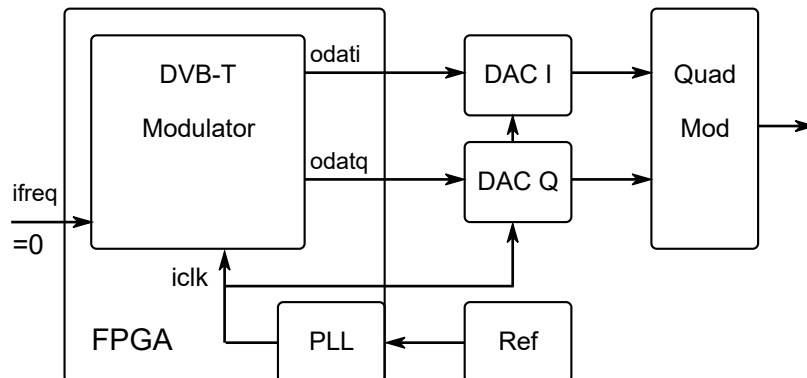 DVB-T
Modulator
odati
odatq
DAC I
DAC Q
Quad
Mod
ifreq
=0
iclk
FPGA
PLL
Ref